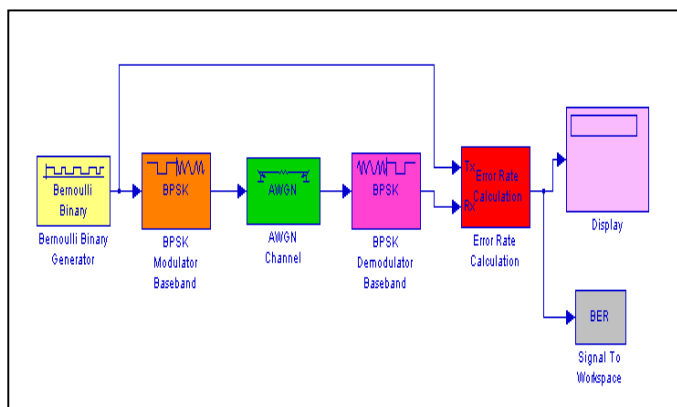 Bernoulli
Binary
Bernoulli Binary
Generator
BPSK
BPSK
Modulator
Baseband
AWGN
AWGN
Channel
BPSK
BPSK
Demodulator
Baseband
Tx
Rx
Error Rate
Calculation
Error Rate
Calculation
Display
BER
Signal To
Workspace